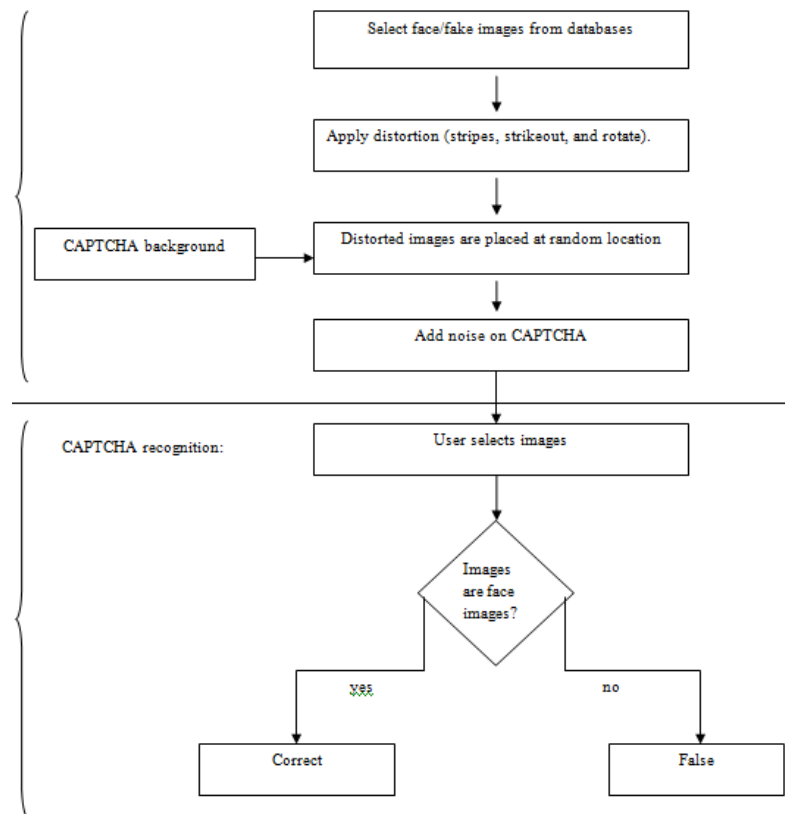 Select face/fake images from databases
Apply distortion (stripes, strikeout, and rotate).
CAPTCHA background
Distorted images are placed at random location
Add noise on CAPTCHA
CAPTCHA recognition:
User selects images
Images
are face
images?
yes
no
Correct
False